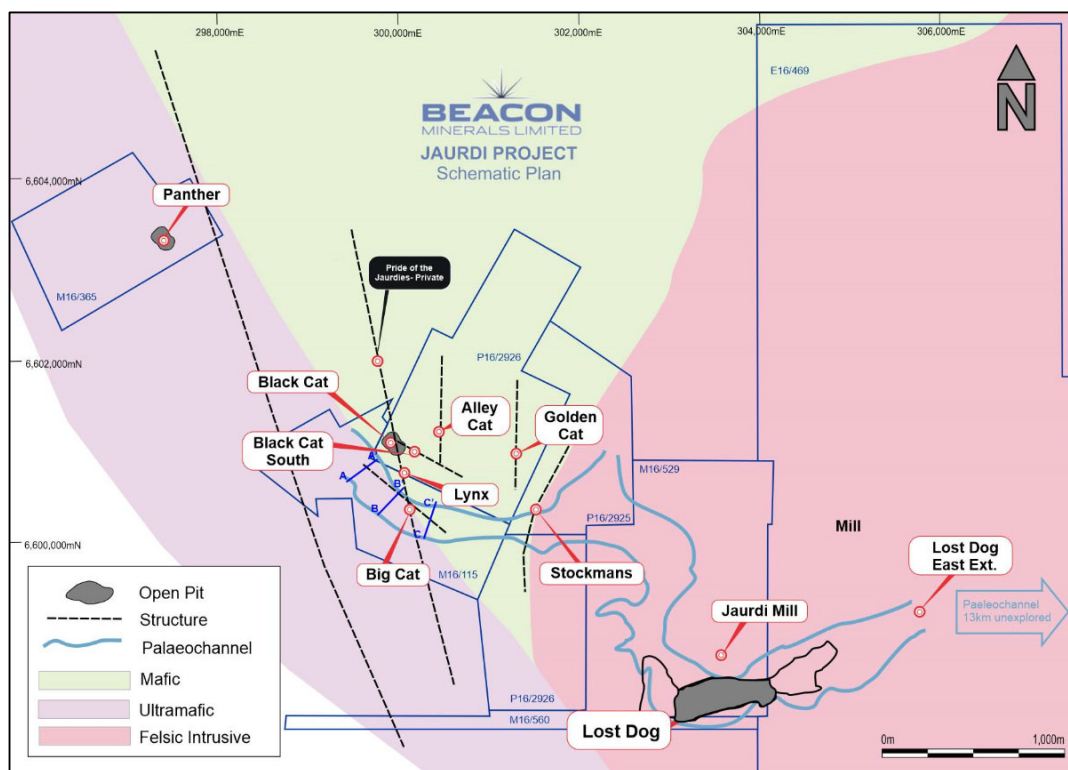 298,000mE
300,000mE
302,000mE
304,000mE
306,000mE
E16/469
N
BEACON
MINERALS LIMITED
JAURDI PROJECT
Schematic Plan
6,604,000mN
Panther
M16/365
Pride of the
Jaurdies- Private
6,602,000mN
P16/2926
Black Cat
Alley
Cat
Golden
Cat
Black Cat
South
A'
A
B'
B
C'
C
Lynx
M16/529
P16/2925
Mill
6,600,000mN
Big Cat
M16/115
Stockmans
Lost Dog
East Ext.
Jaurdi Mill
Paeleochannel
13km unexplored
P16/2926
M16/560
Lost Dog
LEGEND
Open Pit
Structure
Palaeochannel
Mafic
Ultramafic
Felsic Intrusive
0m
1,000m